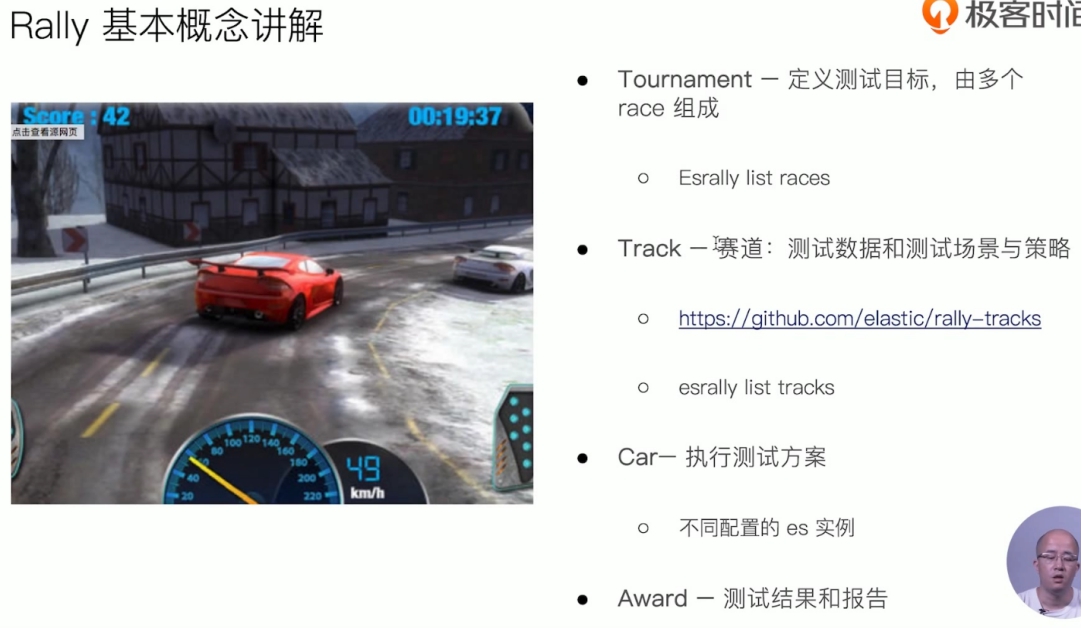 Rally 基本概念讲解
极客时间
Score : 42
00:19:37
点击查看源网页
20
40
80
100
120
140
160
180
200
220
49
km/h
Tournament － 定义测试目标，由多个
race 组成
Esrally list races
Track － 赛道：测试数据和测试场景与策略
https://github.com/elastic/rally-tracks
esrally list tracks
Car－ 执行测试方案
不同配置的 es 实例
Award － 测试结果和报告